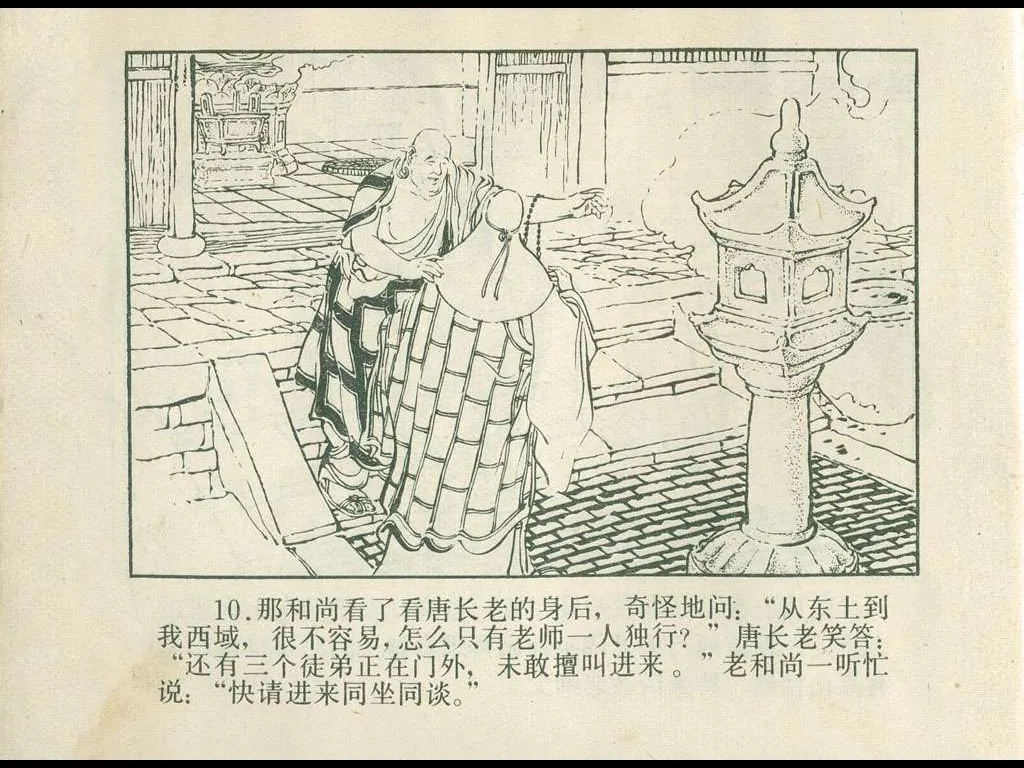 10.那和尚看了看唐长老的身后，奇怪地问：“从东土到
我西域，很不容易，怎么只有老师一人独行？”唐长老笑答：
“还有三个徒弟正在门外，未敢擅叫进来。”老和尚一听忙
说：“快请进来同坐同谈。”